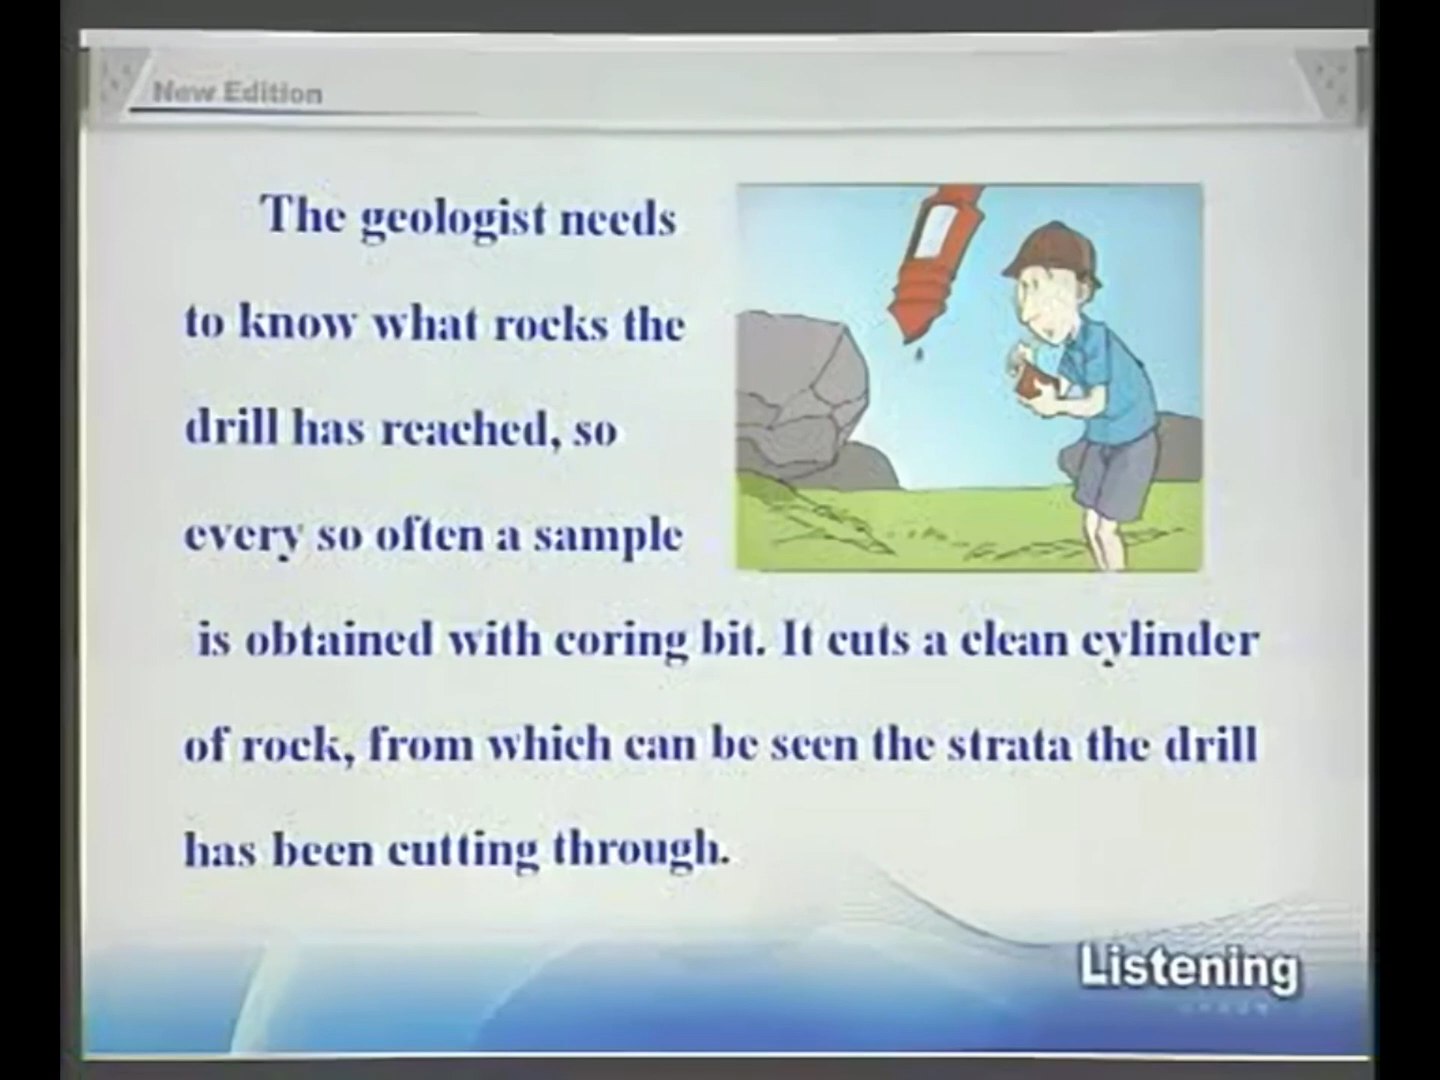 New Edition
The geologist needs
to know what rocks the
drill has reached, so
every so often a sample
is obtained with coring bit. It cuts a clean cylinder
of rock, from which can be seen the strata the drill
has been cutting through.
Listening